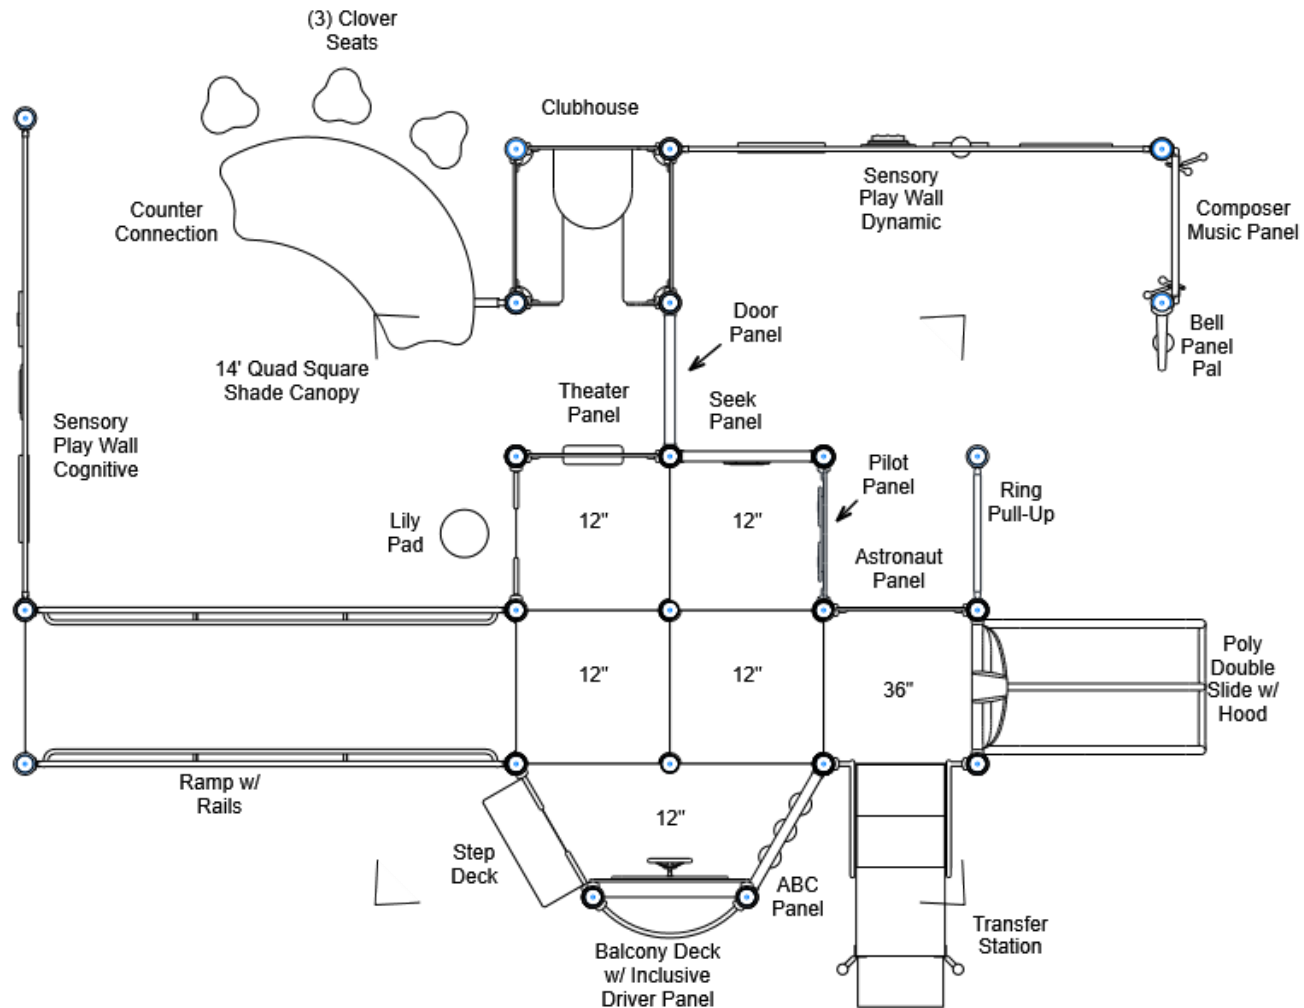 (3) Clover
Seats
Clubhouse
Counter
Connection
Sensory
Play Wall
Dynamic
Composer
Music Panel
Door
Panel
Bell
Panel
Pal
14' Quad Square
Shade Canopy
Theater
Panel
Seek
Panel
Sensory
Play Wall
Cognitive
Pilot
Panel
Ring
Pull-Up
Lily
Pad
12"
12"
Astronaut
Panel
12"
12"
36"
Poly
Double
Slide w/
Hood
Ramp w/
Rails
12"
Step
Deck
ABC
Panel
Transfer
Station
Balcony Deck
w/ Inclusive
Driver Panel